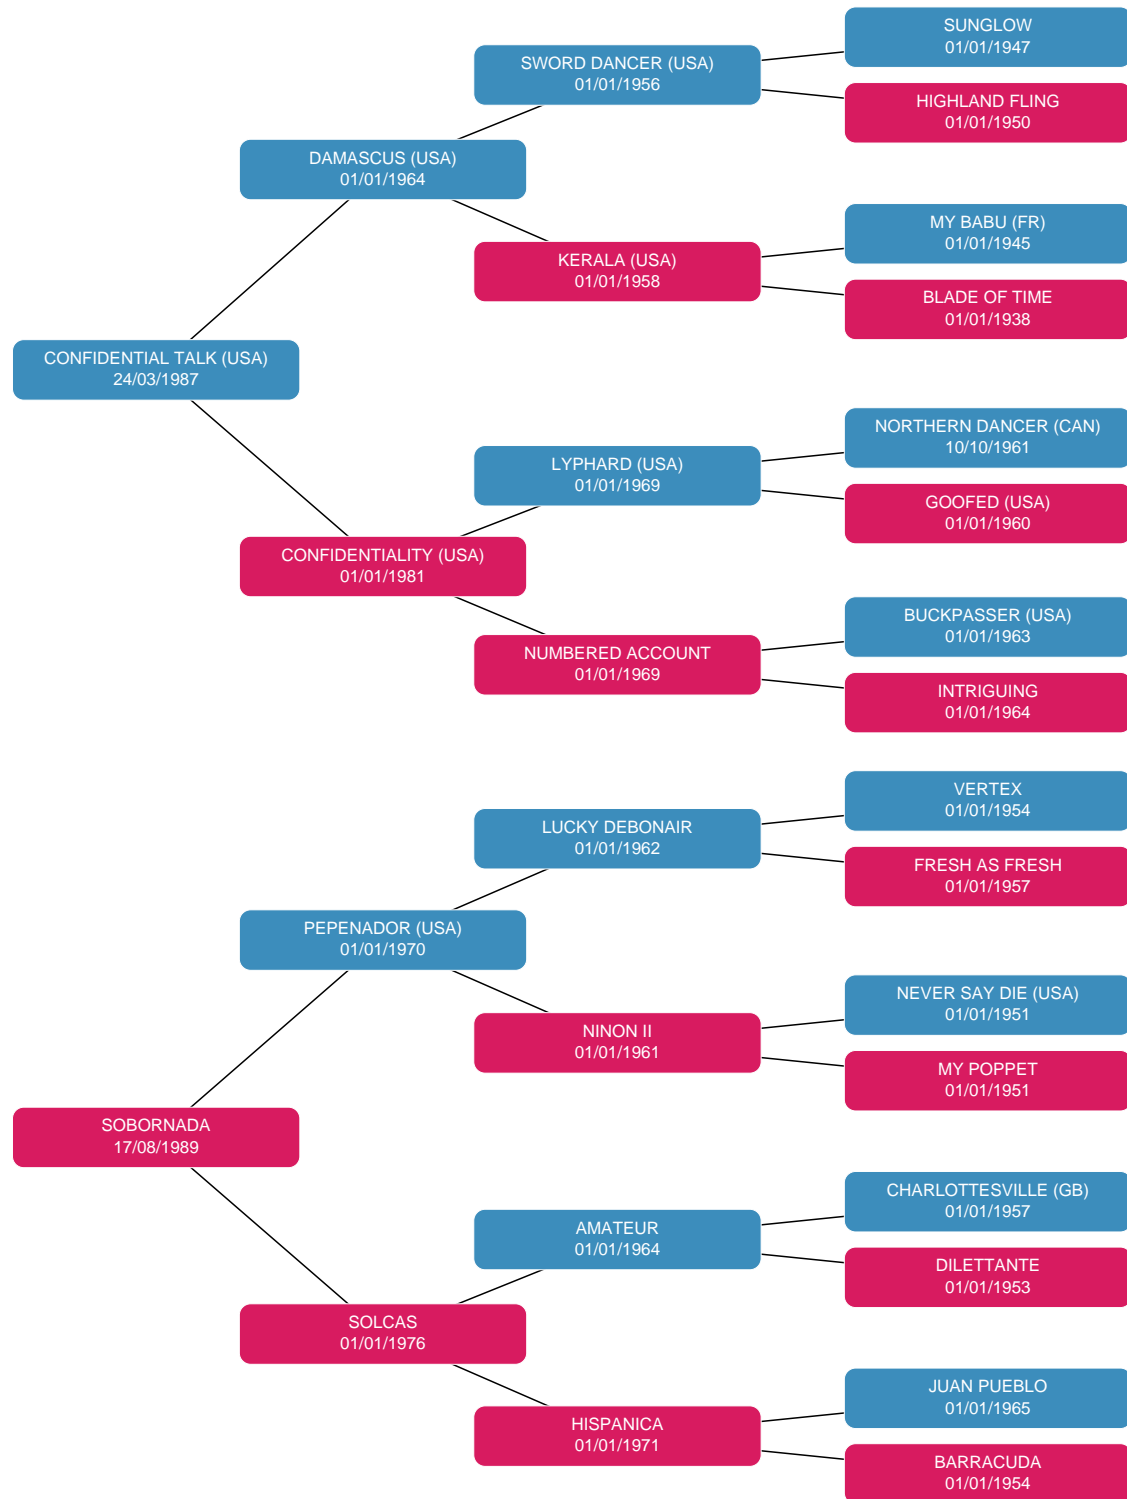 SUNGLOW
01/01/1947
SWORD DANCER (USA)
01/01/1956
HIGHLAND FLING
01/01/1950
DAMASCUS (USA)
01/01/1964
MY BABU (FR)
01/01/1945
KERALA (USA)
01/01/1958
BLADE OF TIME
01/01/1938
CONFIDENTIAL TALK (USA)
24/03/1987
NORTHERN DANCER (CAN)
10/10/1961
LYPHARD (USA)
01/01/1969
GOOFED (USA)
01/01/1960
CONFIDENTIALITY (USA)
01/01/1981
BUCKPASSER (USA)
01/01/1963
NUMBERED ACCOUNT
01/01/1969
INTRIGUING
01/01/1964
VERTEX
01/01/1954
LUCKY DEBONAIR
01/01/1962
FRESH AS FRESH
01/01/1957
PEPENADOR (USA)
01/01/1970
NEVER SAY DIE (USA)
01/01/1951
NINON II
01/01/1961
MY POPPET
01/01/1951
SOBORNADA
17/08/1989
CHARLOTTESVILLE (GB)
01/01/1957
AMATEUR
01/01/1964
DILETTANTE
01/01/1953
SOLCAS
01/01/1976
JUAN PUEBLO
01/01/1965
HISPANICA
01/01/1971
BARRACUDA
01/01/1954